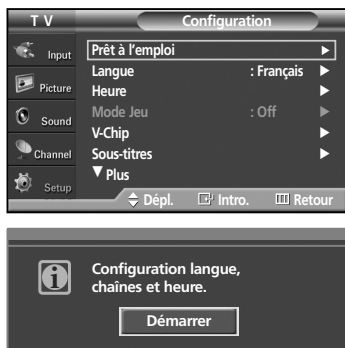 T V
Configuration
Input
Picture
Sound
Channel
Setup
Prêt à l'emploi
Langue : Français
Heure
Mode Jeu : Off
V-Chip
Sous-titres
Plus
Dépl. Intro. Retour
Configuration langue,
chaînes et heure.
Démarrer